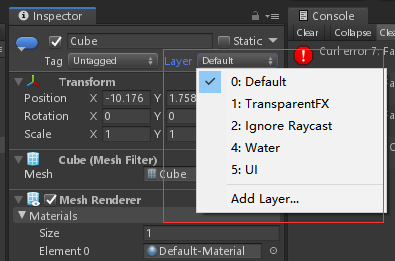 Inspector
Console
Clear
Collapse
Cube
Static
Tag
Untagged
Layer
Default
Curl error 7: Fa
0: Default
1: TransparentFX
2: Ignore Raycast
4: Water
5: UI
Add Layer...
Transform
Position X -10.176 Y 1.758
Rotation X 0 Y 0
Scale X 1 Y 1
Cube (Mesh Filter)
Mesh
Cube
Mesh Renderer
Materials
Size
1
Element 0
Default-Material